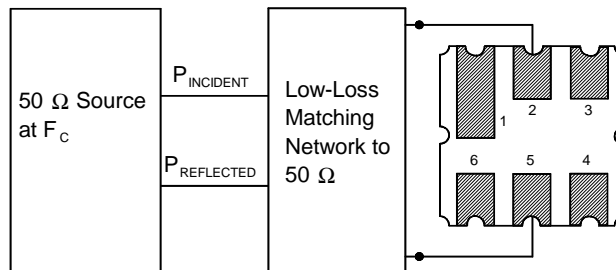 50 Ω Source
at F_C
P_INCIDENT
P_REFLECTED
Low-Loss
Matching
Network to
50 Ω
1
2
3
6
5
4